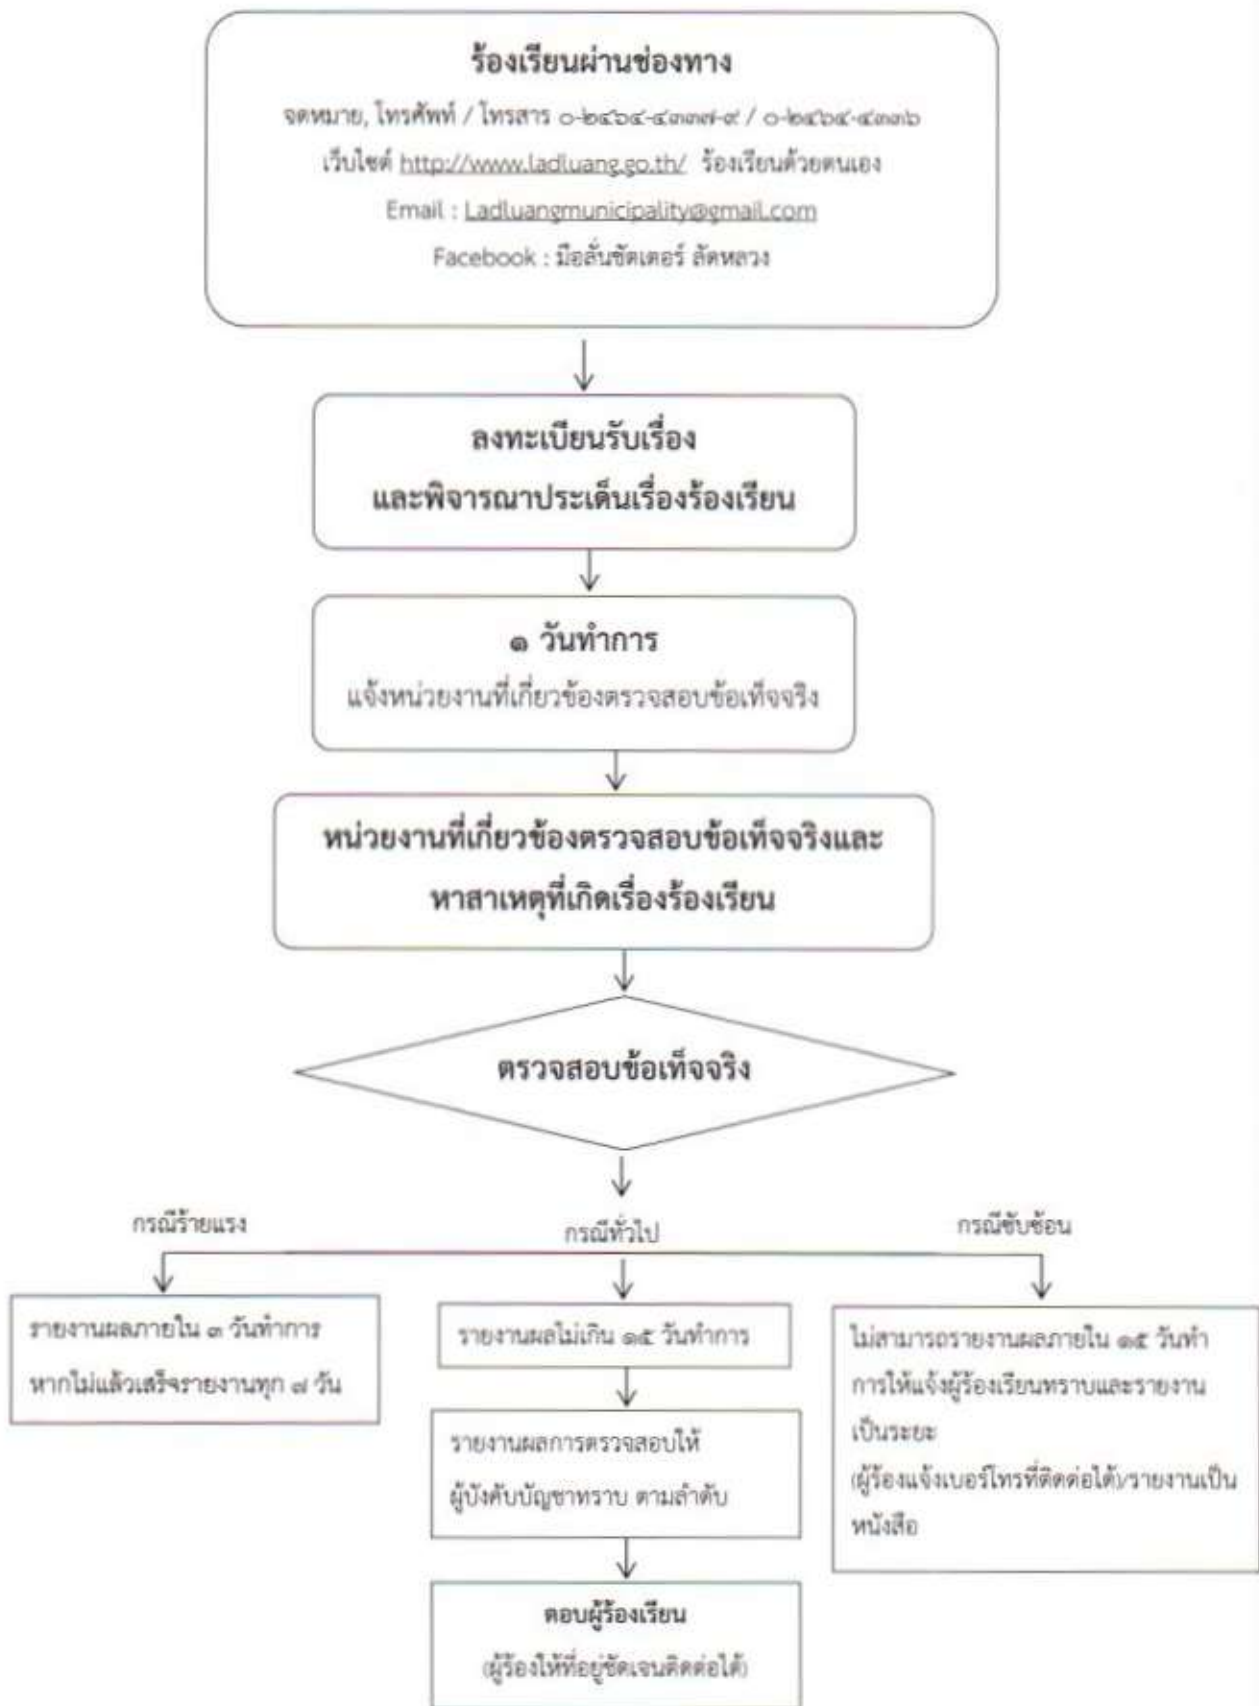 ร้องเรียนผ่านช่องทาง
จดหมาย, โทรศัพท์ / โทรสาร ๐-๒๔๖๔-๔๓๓๗-๙ / ๐-๒๔๖๔-๔๓๓๖
เว็บไซต์ http://www.ladluang.go.th/ ร้องเรียนด้วยตนเอง
Email : Ladluangmunicipality@gmail.com
Facebook : มือลั่นชัตเตอร์ ลัดหลวง
ลงทะเบียนรับเรื่อง
และพิจารณาประเด็นเรื่องร้องเรียน
๑ วันทำการ
แจ้งหน่วยงานที่เกี่ยวข้องตรวจสอบข้อเท็จจริง
หน่วยงานที่เกี่ยวข้องตรวจสอบข้อเท็จจริงและ
หาสาเหตุที่เกิดเรื่องร้องเรียน
ตรวจสอบข้อเท็จจริง
กรณีร้ายแรง
รายงานผลภายใน ๓ วันทำการ
หากไม่แล้วเสร็จรายงานทุก ๗ วัน
กรณีทั่วไป
รายงานผลไม่เกิน ๑๕ วันทำการ
รายงานผลการตรวจสอบให้
ผู้บังคับบัญชาทราบ ตามลำดับ
ตอบผู้ร้องเรียน
(ผู้ร้องให้ที่อยู่ชัดเจนติดต่อได้)
กรณีซับซ้อน
ไม่สามารถรายงานผลภายใน ๑๕ วันทำ
การให้แจ้งผู้ร้องเรียนทราบและรายงาน
เป็นระยะ
(ผู้ร้องแจ้งเบอร์โทรที่ติดต่อได้)/รายงานเป็น
หนังสือ